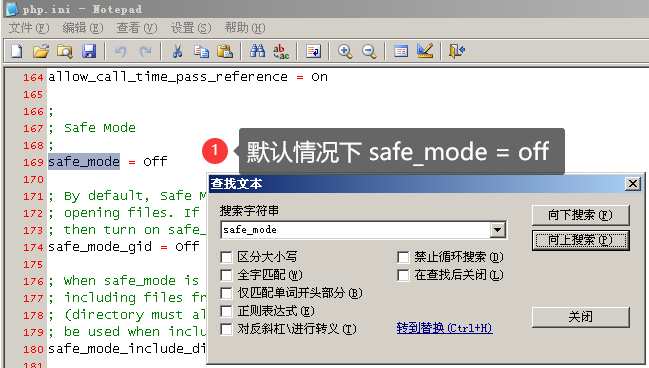 php.ini - Notepad
文件(F) 编辑(E) 查看(V) 设置(S) 帮助(H)
164 allow_call_time_pass_reference = On
165
166 ;
167 ; Safe Mode
168 ;
169 safe_mode = Off
1 默认情况下 safe_mode = off
170
171 ; By default, Safe M
172 ; opening files. If
173 ; then turn on safe_
174 safe_mode_gid = Off
175
176 ; When safe_mode is
177 ; including files fr
178 ; (directory must al
179 ; be used when inclu
180 safe_mode_include_di
181
查找文本
搜索字符串
safe_mode
向下搜索(F)
向上搜索(P)
区分大小写
禁止循环搜索(D)
全字匹配(W)
在查找后关闭(L)
仅匹配单词开头部分(B)
正则表达式(E)
关闭
对反斜杠\进行转义(T)
转到替换(Ctrl+H)